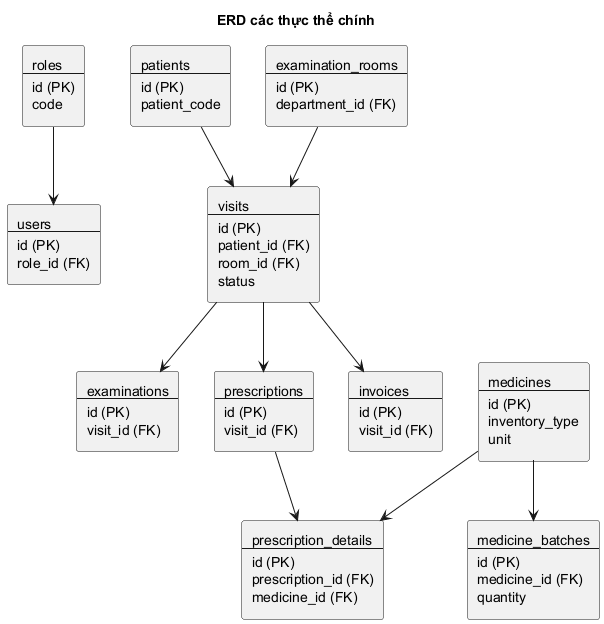 ERD các thực thể chính
roles
id (PK)
code
patients
id (PK)
patient_code
examination_rooms
id (PK)
department_id (FK)
users
id (PK)
role_id (FK)
visits
id (PK)
patient_id (FK)
room_id (FK)
status
examinations
id (PK)
visit_id (FK)
prescriptions
id (PK)
visit_id (FK)
invoices
id (PK)
visit_id (FK)
medicines
id (PK)
inventory_type
unit
prescription_details
id (PK)
prescription_id (FK)
medicine_id (FK)
medicine_batches
id (PK)
medicine_id (FK)
quantity